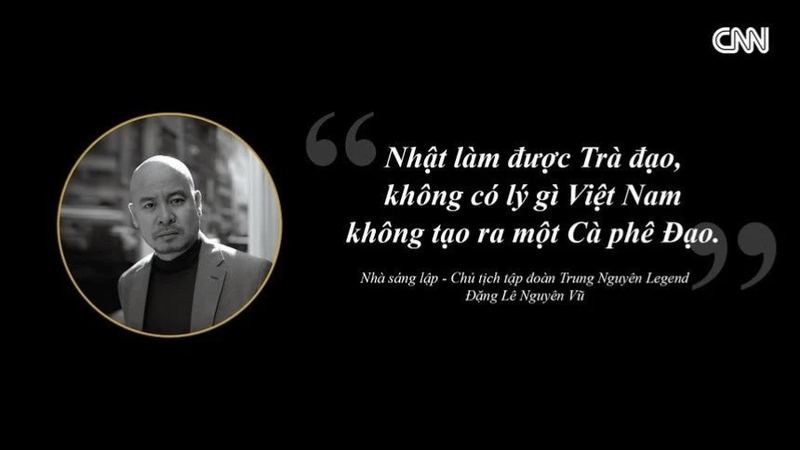 CNN
Nhật làm được Trà đạo,
không có lý gì Việt Nam
không tạo ra một Cà phê Đạo.
Nhà sáng lập - Chủ tịch tập đoàn Trung Nguyên Legend
Đặng Lê Nguyên Vũ